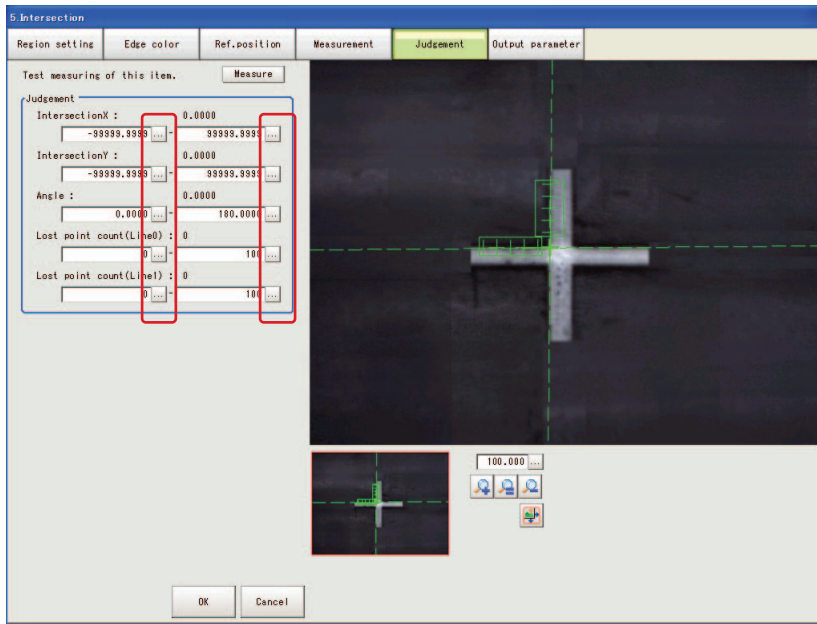 5.Intersection
Region setting Edge color Ref.position Measurement Judgement Output parameter
Test measuring of this item. Measure
Judgement
IntersectionX : 0.0000
-99999.9999 ... - 99999.9999 ...
IntersectionY : 0.0000
-99999.9999 ... - 99999.9999 ...
Angle : 0.0000
0.0000 ... - 180.0000 ...
Lost point count(Line0) : 0
0 ... - 100 ...
Lost point count(Line1) : 0
0 ... - 100 ...
100.000 ...
OK Cancel